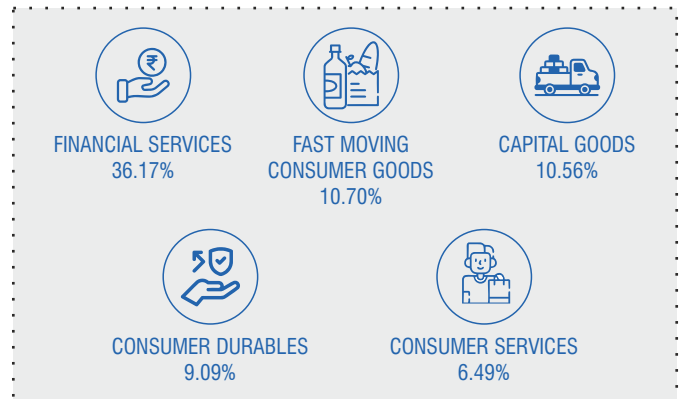 ₹
FINANCIAL SERVICES
36.17%
FAST MOVING
CONSUMER GOODS
10.70%
CAPITAL GOODS
10.56%
CONSUMER DURABLES
9.09%
CONSUMER SERVICES
6.49%